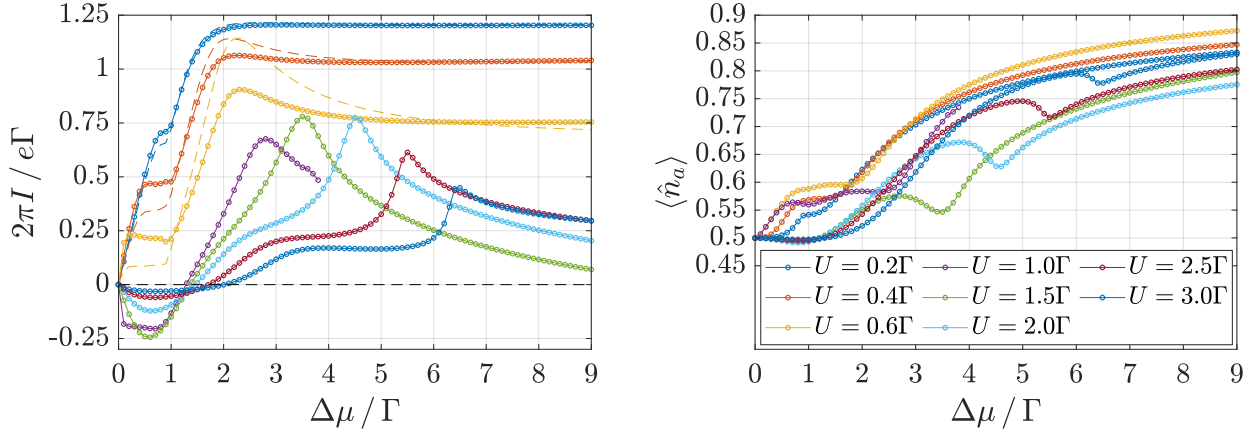 1.25
1
0.75
0.5
0.25
0
-0.25
2πI / eΓ
0 1 2 3 4 5 6 7 8 9
Δμ / Γ
0.9
0.85
0.8
0.75
0.7
0.65
0.6
0.55
0.5
0.45
⟨n̂ₐ⟩
U = 0.2Γ U = 1.0Γ U = 2.5Γ
U = 0.4Γ U = 1.5Γ U = 3.0Γ
U = 0.6Γ U = 2.0Γ
0 1 2 3 4 5 6 7 8 9
Δμ / Γ